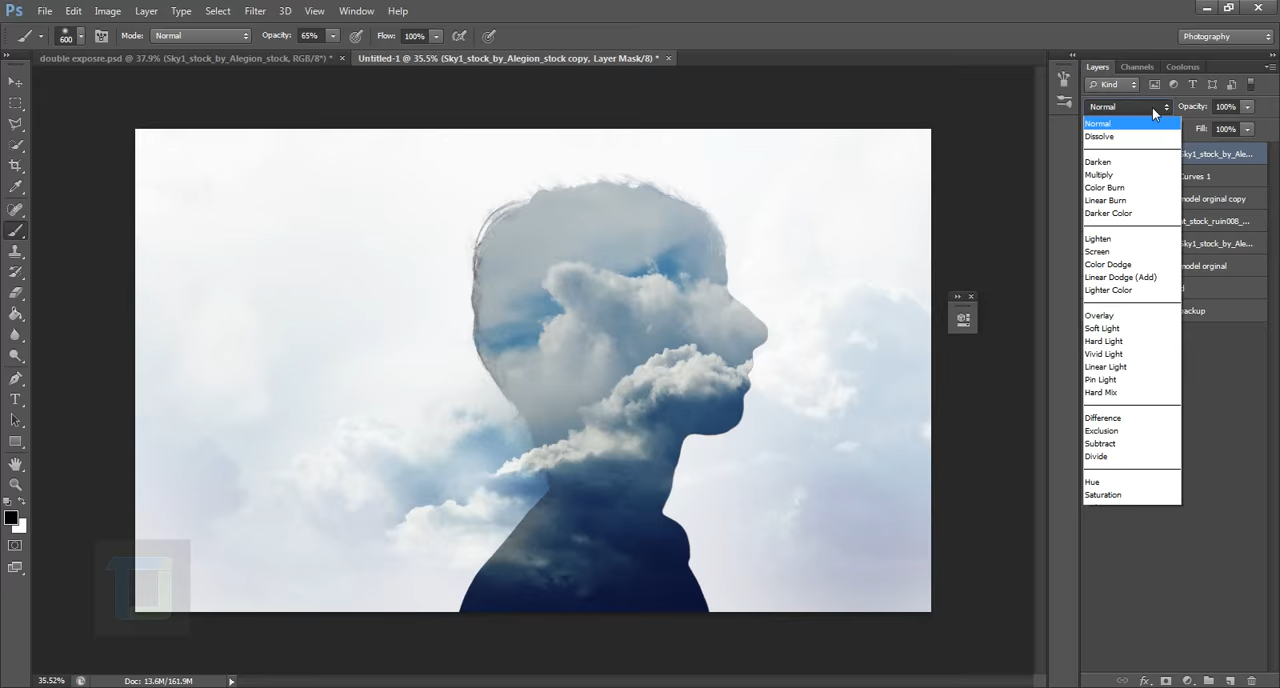 Ps File Edit Image Layer Type Select Filter 3D View Window Help
600 Mode: Normal Opacity: 65% Flow: 100% Photography
double exposre.psd @ 37.9% (Sky1_stock_by_Alegion_stock, RGB/8*) * × Untitled-1 @ 35.5% (Sky1_stock_by_Alegion_stock copy, Layer Mask/8) * ×
Layers Channels Coolorus
Kind
Normal Opacity: 100%
Fill: 100%
Normal
Dissolve
Darken
Multiply
Color Burn
Linear Burn
Darker Color
Lighten
Screen
Color Dodge
Linear Dodge (Add)
Lighter Color
Overlay
Soft Light
Hard Light
Vivid Light
Linear Light
Pin Light
Hard Mix
Difference
Exclusion
Subtract
Divide
Hue
Saturation
Sky1_stock_by_Ale...
Curves 1
model orginal copy
nt_stock_ruin008_...
Sky1_stock_by_Ale...
model orginal
backup
35.52% Doc: 13.6M/161.9M